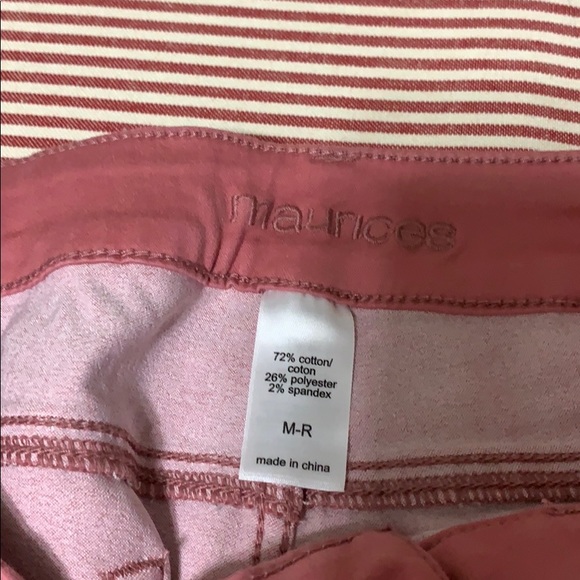 maurices
72% cotton/
coton
26% polyester
2% spandex
M-R
made in china